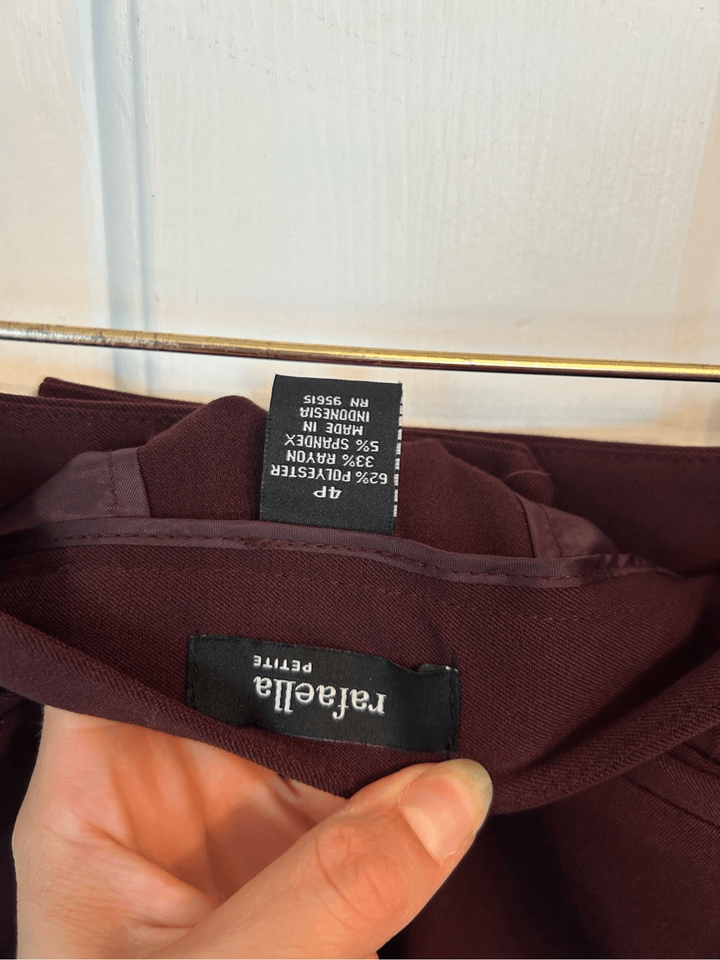 4P
62% POLYESTER
33% RAYON
5% SPANDEX
MADE IN
INDONESIA
RN 95615
rafaella
PETITE